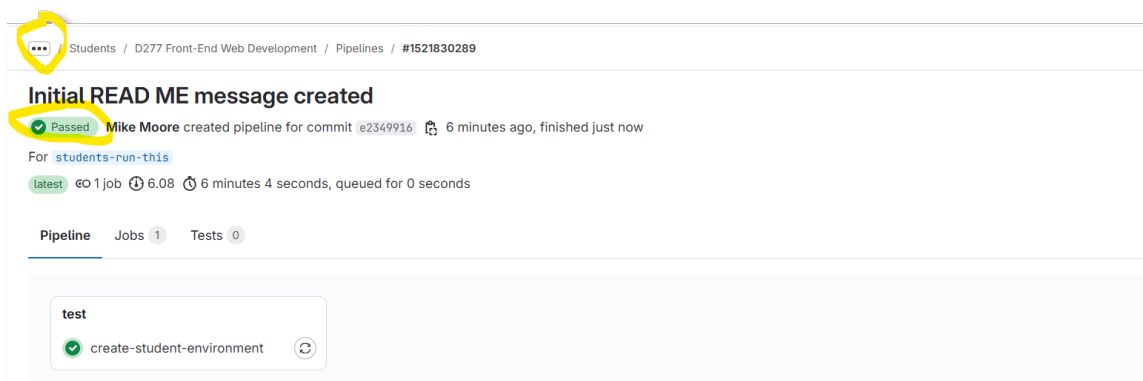 ... / Students / D277 Front-End Web Development / Pipelines / #1521830289
Initial READ ME message created
Passed Mike Moore created pipeline for commit e2349916 6 minutes ago, finished just now
For students-run-this
latest 1 job 6.08 6 minutes 4 seconds, queued for 0 seconds
Pipeline Jobs 1 Tests 0
test
create-student-environment